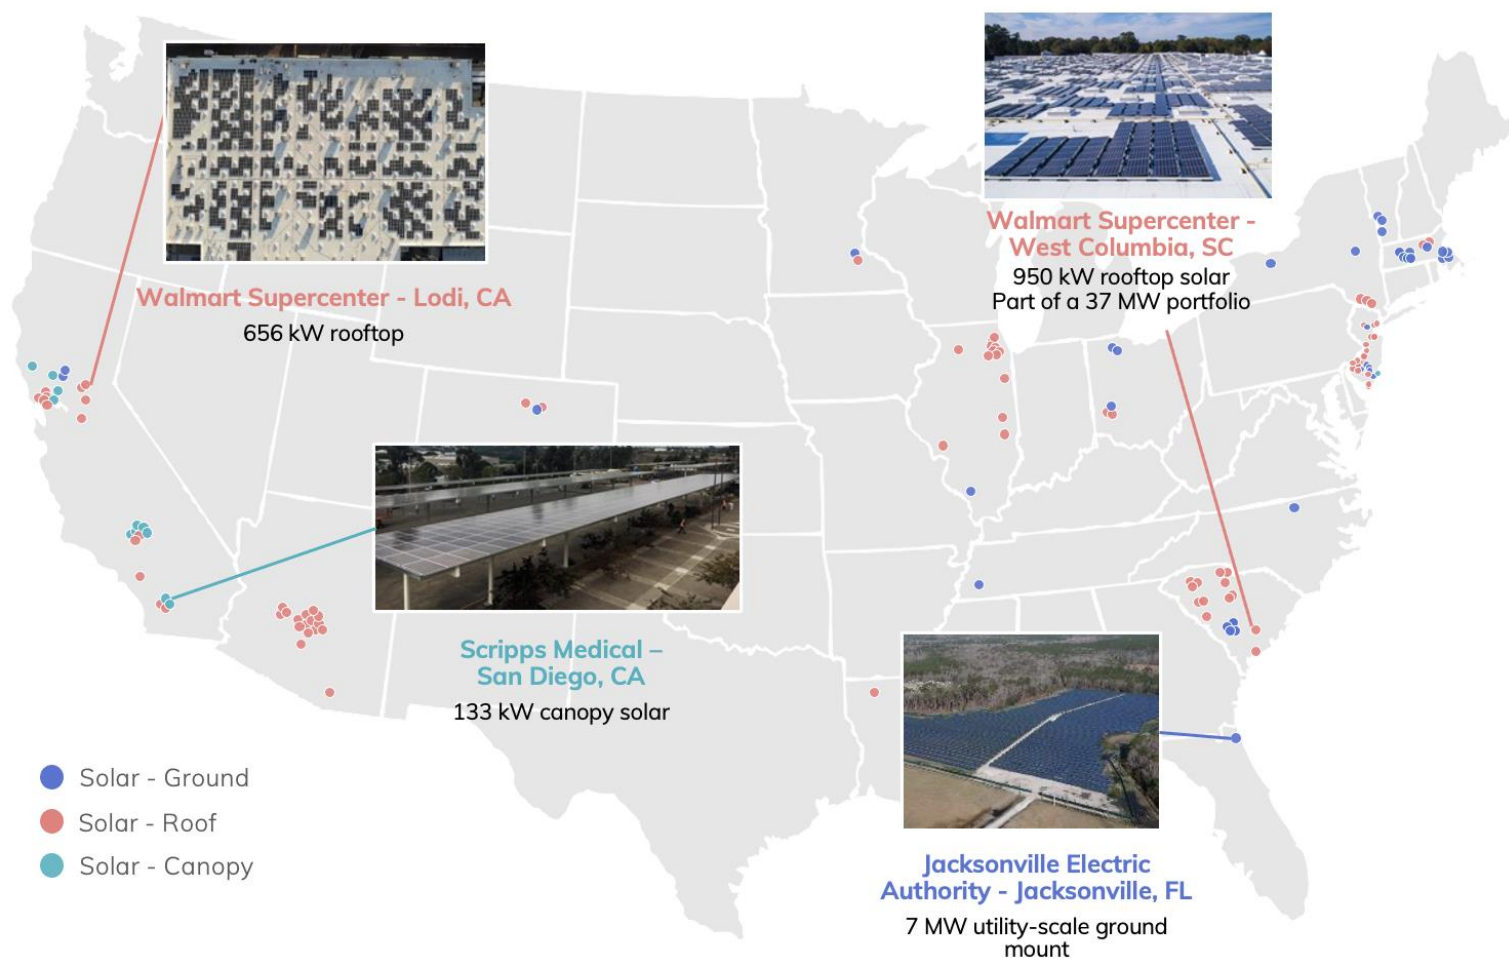 Walmart Supercenter - Lodi, CA
656 kW rooftop
Walmart Supercenter -
West Columbia, SC
950 kW rooftop solar
Part of a 37 MW portfolio
Scripps Medical –
San Diego, CA
133 kW canopy solar
Solar - Ground
Solar - Roof
Solar - Canopy
Jacksonville Electric
Authority - Jacksonville, FL
7 MW utility-scale ground
mount